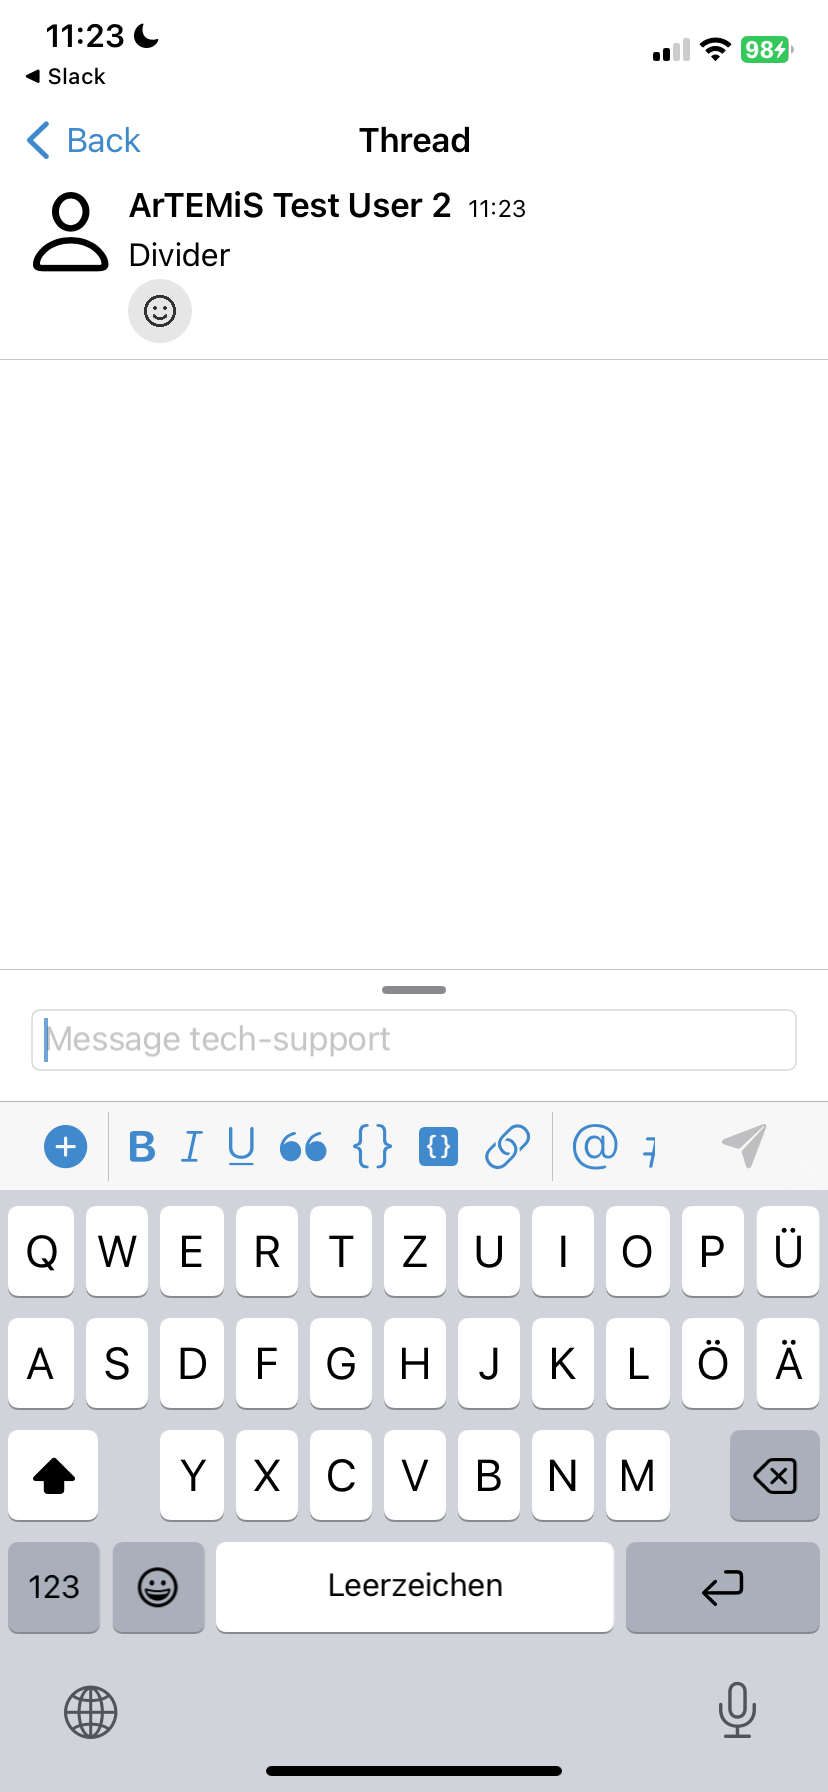 11:23
98
◀ Slack
Back
Thread
ArTEMiS Test User 2 11:23
Divider
Message tech-support
B I U {} {} @
Q W E R T Z U I O P Ü
A S D F G H J K L Ö Ä
Y X C V B N M
123
Leerzeichen